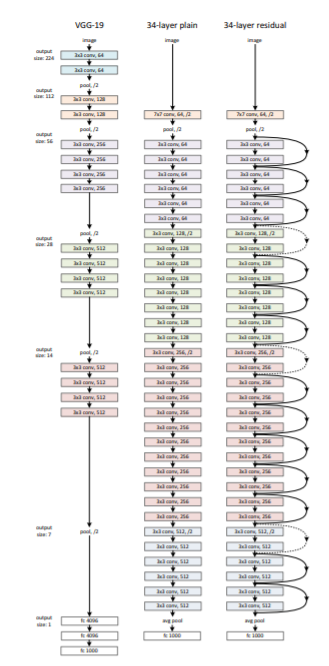 VGG-19
image
output
size: 224
3x3 conv, 64
3x3 conv, 64
output
size: 112
pool, /2
3x3 conv, 128
3x3 conv, 128
output
size: 56
pool, /2
3x3 conv, 256
3x3 conv, 256
3x3 conv, 256
3x3 conv, 256
output
size: 28
pool, /2
3x3 conv, 512
3x3 conv, 512
3x3 conv, 512
3x3 conv, 512
output
size: 14
pool, /2
3x3 conv, 512
3x3 conv, 512
3x3 conv, 512
3x3 conv, 512
output
size: 7
pool, /2
output
size: 1
fc 4096
fc 4096
fc 1000
34-layer plain
image
7x7 conv, 64, /2
pool, /2
3x3 conv, 64
3x3 conv, 64
3x3 conv, 64
3x3 conv, 64
3x3 conv, 64
3x3 conv, 64
3x3 conv, 128, /2
3x3 conv, 128
3x3 conv, 128
3x3 conv, 128
3x3 conv, 128
3x3 conv, 128
3x3 conv, 128
3x3 conv, 128
3x3 conv, 256, /2
3x3 conv, 256
3x3 conv, 256
3x3 conv, 256
3x3 conv, 256
3x3 conv, 256
3x3 conv, 256
3x3 conv, 256
3x3 conv, 256
3x3 conv, 256
3x3 conv, 256
3x3 conv, 256
3x3 conv, 512, /2
3x3 conv, 512
3x3 conv, 512
3x3 conv, 512
3x3 conv, 512
3x3 conv, 512
avg pool
fc 1000
34-layer residual
image
7x7 conv, 64, /2
pool, /2
3x3 conv, 64
3x3 conv, 64
3x3 conv, 64
3x3 conv, 64
3x3 conv, 64
3x3 conv, 64
3x3 conv, 128, /2
3x3 conv, 128
3x3 conv, 128
3x3 conv, 128
3x3 conv, 128
3x3 conv, 128
3x3 conv, 128
3x3 conv, 128
3x3 conv, 256, /2
3x3 conv, 256
3x3 conv, 256
3x3 conv, 256
3x3 conv, 256
3x3 conv, 256
3x3 conv, 256
3x3 conv, 256
3x3 conv, 256
3x3 conv, 256
3x3 conv, 256
3x3 conv, 256
3x3 conv, 512, /2
3x3 conv, 512
3x3 conv, 512
3x3 conv, 512
3x3 conv, 512
3x3 conv, 512
avg pool
fc 1000